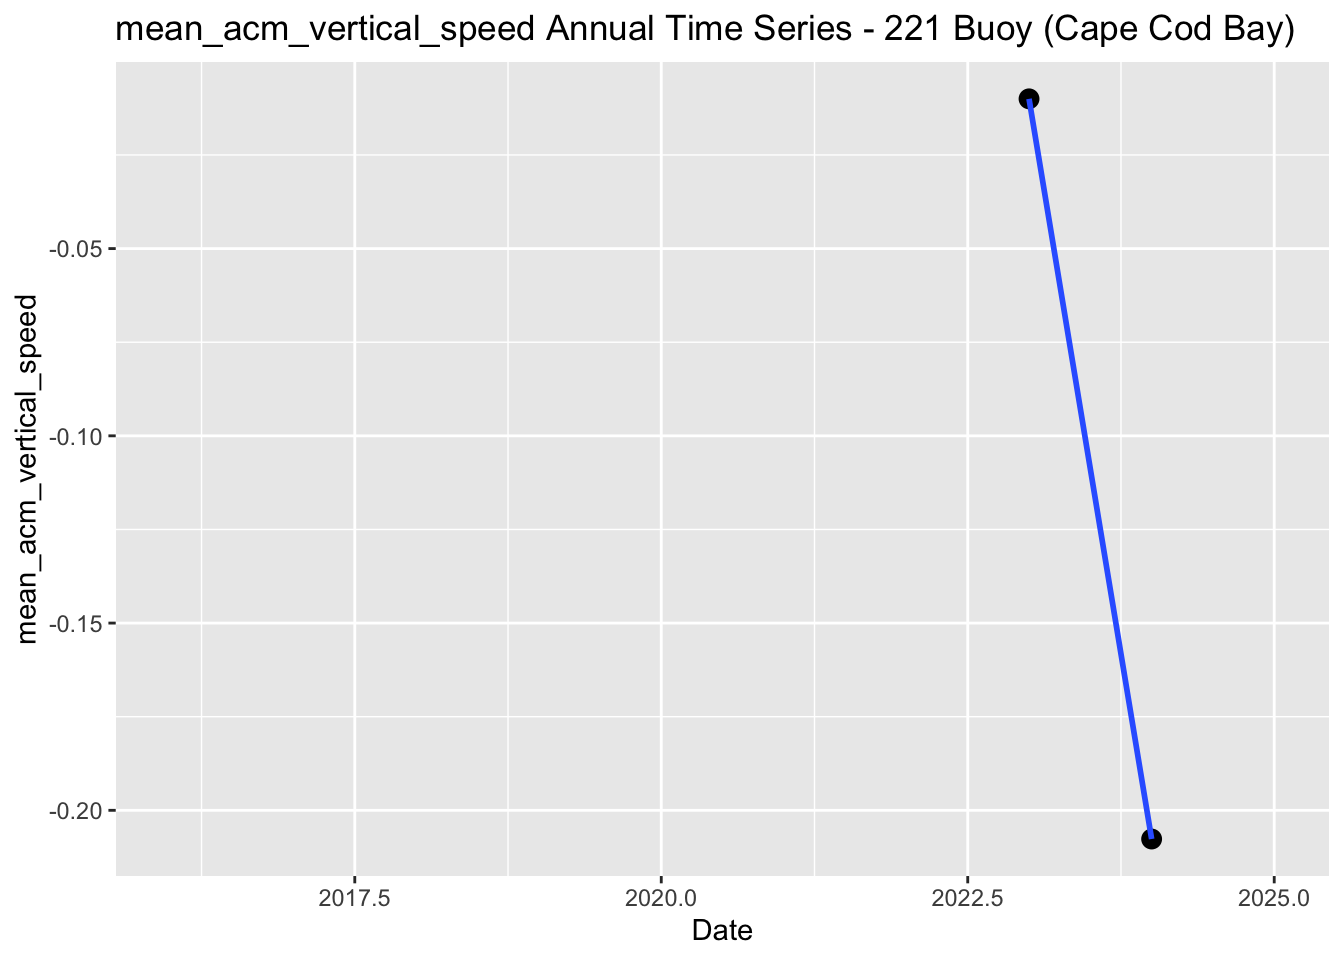 mean_acm_vertical_speed Annual Time Series - 221 Buoy (Cape Cod Bay)
mean_acm_vertical_speed
-0.05
-0.10
-0.15
-0.20
2017.5
2020.0
2022.5
2025.0
Date